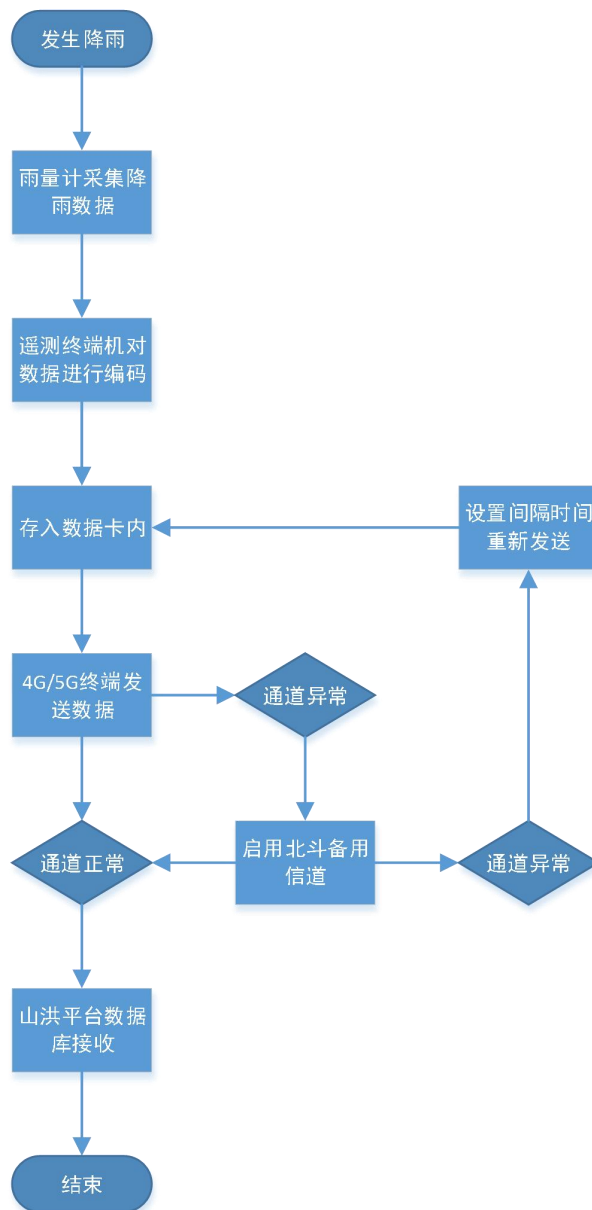 发生降雨
雨量计采集降
雨数据
遥测终端机对
数据进行编码
存入数据卡内
设置间隔时间
重新发送
4G/5G终端发
送数据
通道异常
通道正常
启用北斗备用
信道
通道异常
山洪平台数据
库接收
结束